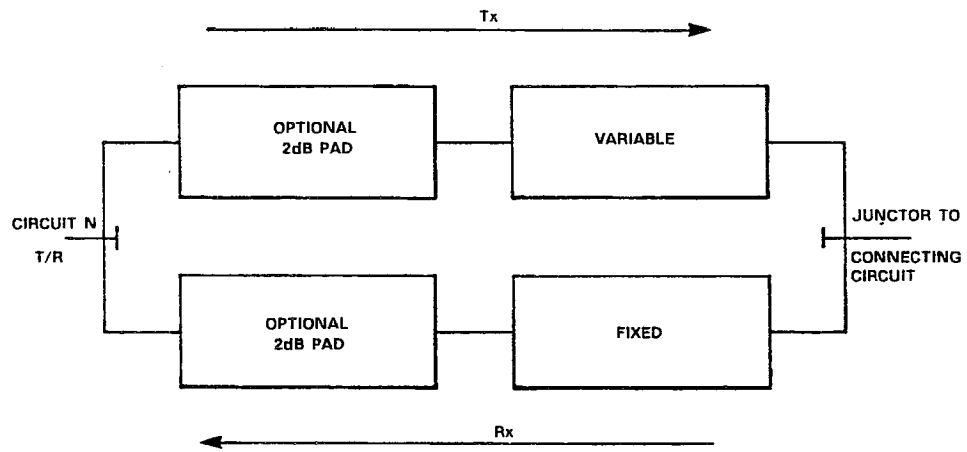 Tx
OPTIONAL
2dB PAD
VARIABLE
CIRCUIT N
T/R
JUNCTOR TO
CONNECTING
CIRCUIT
OPTIONAL
2dB PAD
FIXED
Rx